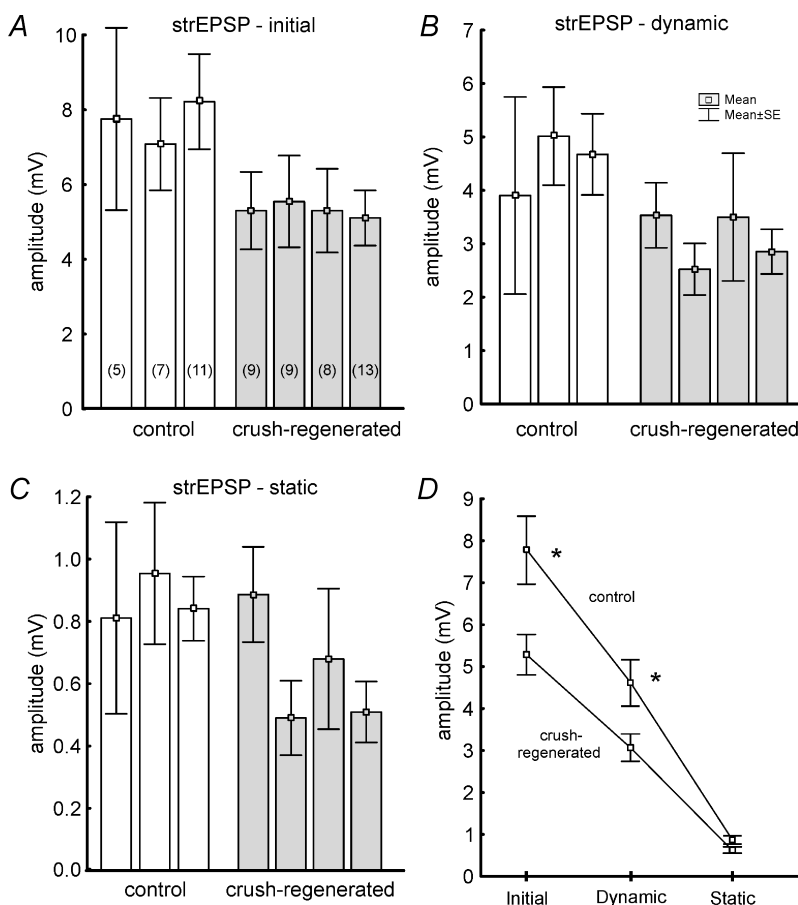 A
strEPSP - initial
10
8
6
4
2
0
amplitude (mV)
(5) (7) (11) (9) (9) (8) (13)
control crush-regenerated
B
strEPSP - dynamic
7
6
5
4
3
2
1
0
amplitude (mV)
Mean
Mean±SE
control crush-regenerated
C
strEPSP - static
1.2
1.0
0.8
0.6
0.4
0.2
0.0
amplitude (mV)
control crush-regenerated
D
9
8
7
6
5
4
3
2
1
0
amplitude (mV)
*
control
*
crush-
regenerated
Initial Dynamic Static